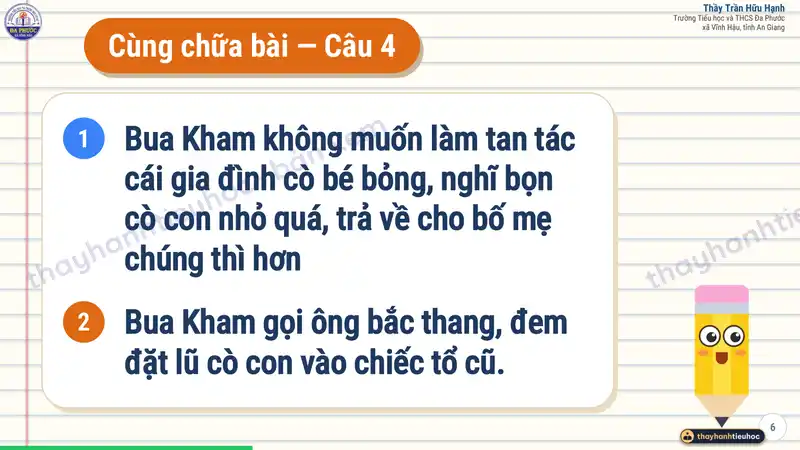 Thầy Trần Hữu Hạnh
Trường Tiểu học và THCS Đa Phước
xã Vĩnh Hậu, tỉnh An Giang
ĐA PHƯỚC
Cùng chữa bài – Câu 4
1 Bua Kham không muốn làm tan tác
cái gia đình cò bé bỏng, nghĩ bọn
cò con nhỏ quá, trả về cho bố mẹ
chúng thì hơn
2 Bua Kham gọi ông bắc thang, đem
đặt lũ cò con vào chiếc tổ cũ.
thayhanhtieuhoc
6